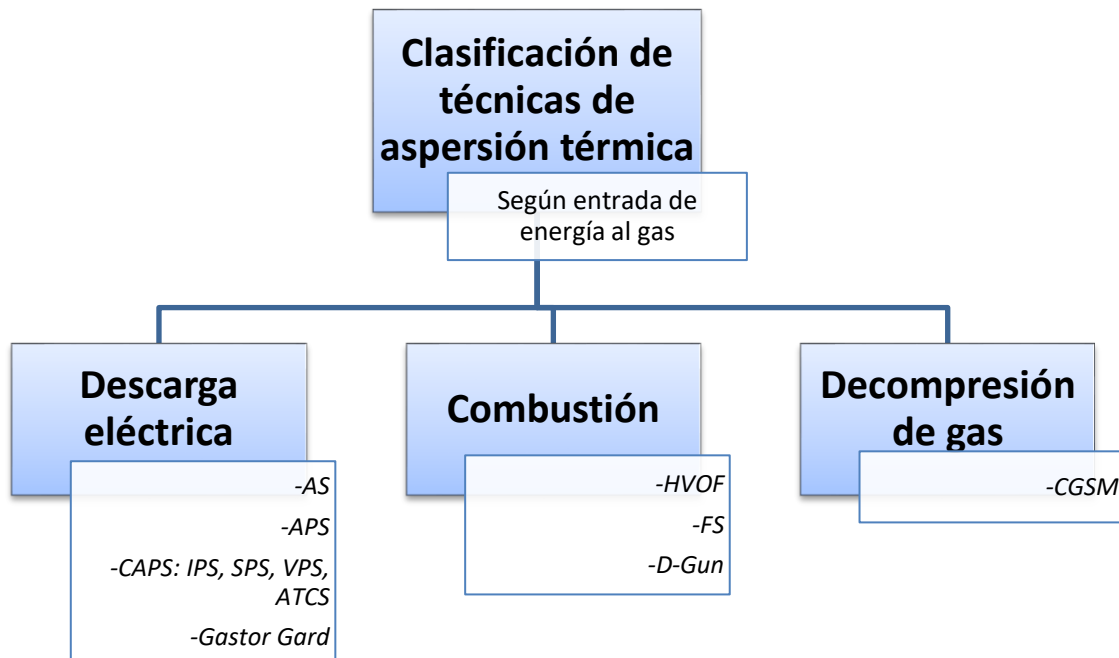 Clasificación de
técnicas de
aspersión térmica
Según entrada de
energía al gas
Descarga
eléctrica
-AS
-APS
-CAPS: IPS, SPS, VPS,
ATCS
-Gastor Gard
Combustión
-HVOF
-FS
-D-Gun
Decompresión
de gas
-CGSM